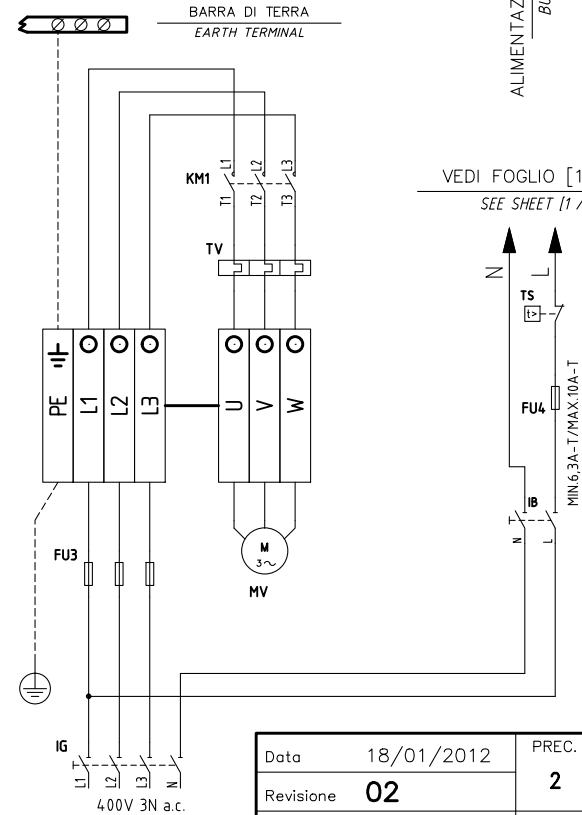 BARRA DI TERRA
EARTH TERMINAL
ALIMENTAZ
BU
KM1
L1
L2
L3
T1
T2
T3
TV
VEDI FOGLIO [1
SEE SHEET [1 /
N
L
TS
t>
FU4
MIN.6,3A-T/MAX.10A-T
PE
L1
L2
L3
U
V
W
IB
N
L
FU3
M
3~
MV
IG
L1
L2
L3
N
400V 3N a.c.
Data 18/01/2012
PREC.
2
Revisione 02